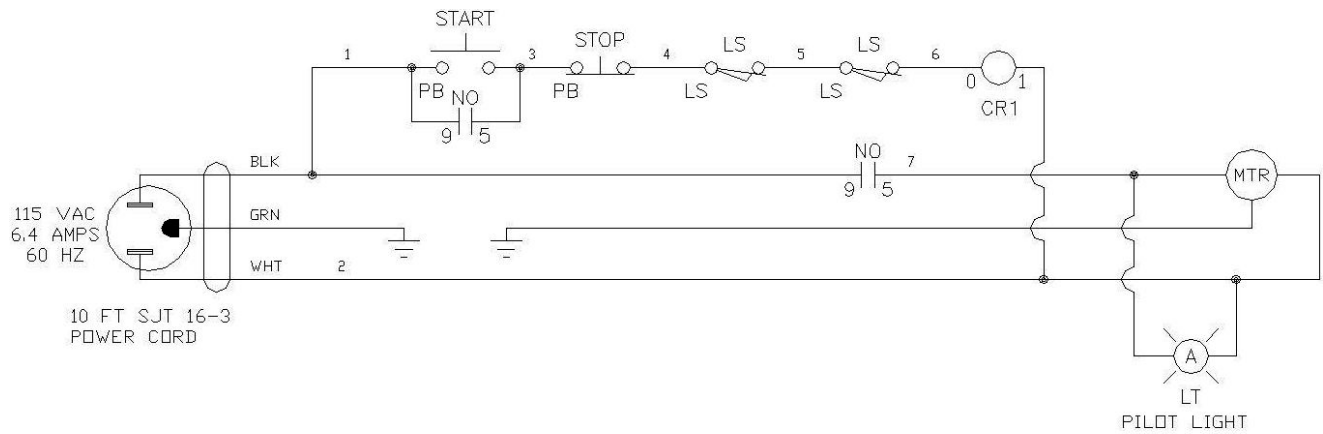 START
1
3
STOP
4
LS
5
LS
6
PB
NO
9 5
PB
LS
LS
0 1
CR1
BLK
NO
9 5
7
MTR
115 VAC
6.4 AMPS
60 HZ
GRN
WHT
2
10 FT SJT 16-3
POWER CORD
A
LT
PILOT LIGHT